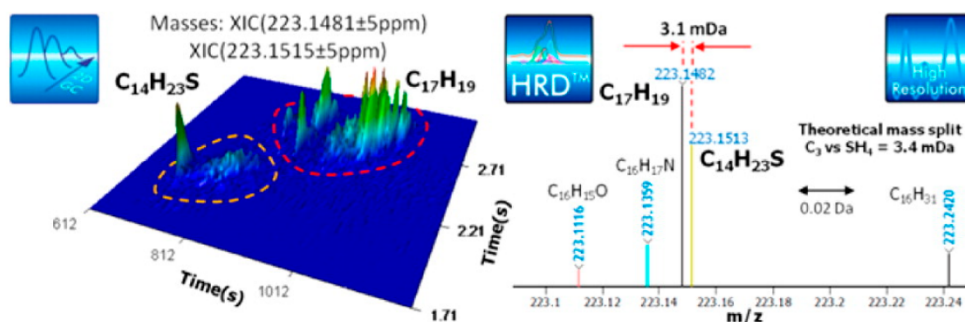 Masses: XIC(223.1481±5ppm)
XIC(223.1515±5ppm)
C₁₄H₂₃S
C₁₇H₁₉
GC
612
812
1012
Time(s)
2.71
2.21
1.71
Time(s)
HRD™
3.1 mDa
223.1482
C₁₇H₁₉
223.1513
C₁₄H₂₃S
High
Resolution
Theoretical mass split
C₃ vs SH₄ = 3.4 mDa
0.02 Da
C₁₆H₁₅O
223.1116
C₁₆H₁₇N
223.1359
C₁₆H₃₁
223.2420
223.1 223.12 223.14 223.16 223.18 223.2 223.22 223.24
m/z